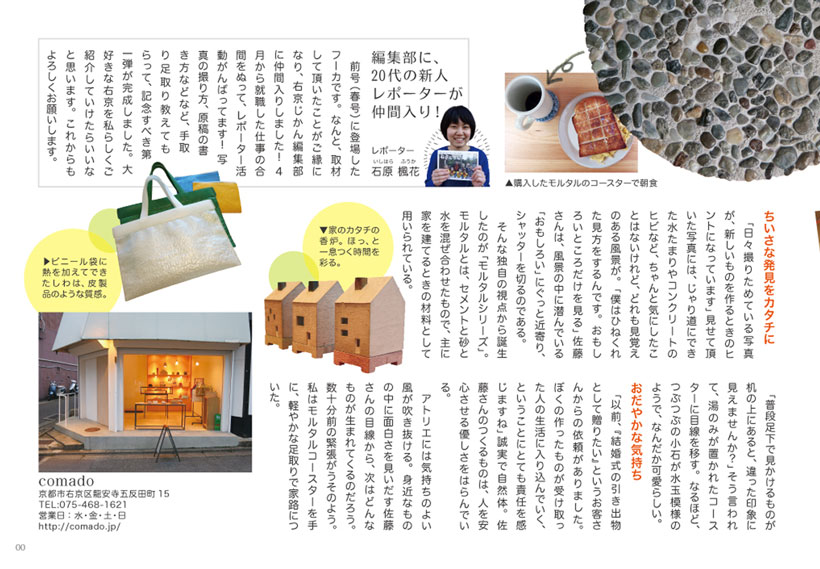 編集部に、
20代の新人
レポーターが
仲間入り！
レポーター
いしはら ふうか
石原 楓花
前号（春号）に登場した
フーカです。なんと、取材
して頂いたことがご縁に
なり、右京じかん編集部
に仲間入りしました！4
月から就職した仕事の合
間をぬって、レポーター活
動がんばってます！写
真の撮り方、原稿の書
き方などなど、手取
り足取り教えても
らって、記念すべき第
一弾が完成しました。大
好きな右京を私らしくご
紹介していけたらいいな
と思います。これからも
よろしくお願いします。
▲購入したモルタルのコースターで朝食
ちいさな発見をカタチに
「日々撮りためている写真
が、新しいものを作るときのヒ
ントになっています」見せて頂
いた写真には、じゃり道にでき
た水たまりやコンクリートの
ヒビなど、ちゃんと気にしたこ
とはないけれど、どれも見覚え
のある風景が。「僕はひねくれ
た見方をするんです。おもし
ろいところだけを見る」佐藤
さんは、風景の中に潜んでいる
「おもしろい」にぐっと近寄り、
シャッターを切るのである。
そんな独自の視点から誕生
したのが「モルタルシリーズ」。
モルタルとは、セメントと砂と
水を混ぜ合わせたもので、主に
家を建てるときの材料として
用いられている。
▼家のカタチの
香炉。ほっ、と
一息つく時間を
彩る。
▶ビニール袋に
熱を加えてでき
たしわは、皮製
品のような質感。
「普段足下で見かけるものが
机の上にあると、違った印象に
見えませんか？」そう言われ
て、湯のみが置かれたコース
ターに目線を移す。なるほど、
つぶつぶの小石が水玉模様の
ようで、なんだか可愛らしい。
おだやかな気持ち
「以前、『結婚式の引き出物
として贈りたい』というお客さ
んからの依頼がありました。
ぼくの作ったものが受け取っ
た人の生活に入り込んでいく、
ということにとても責任を感
じますね」誠実で自然体。佐
藤さんのつくるものは、人を安
心させる優しさをはらんでい
る。
アトリエには気持ちのよい
風が吹き抜ける。身近なもの
の中に面白さを見いだす佐藤
さんの目線から、次はどんな
ものが生まれてくるのだろう。
数十分前の緊張がうそのよう。
私はモルタルコースターを手
に、軽やかな足取りで家路につ
いた。
comado
京都市右京区龍安寺五反田町15
TEL:075-468-1621
営業日：水・金・土・日
http://comado.jp/
00